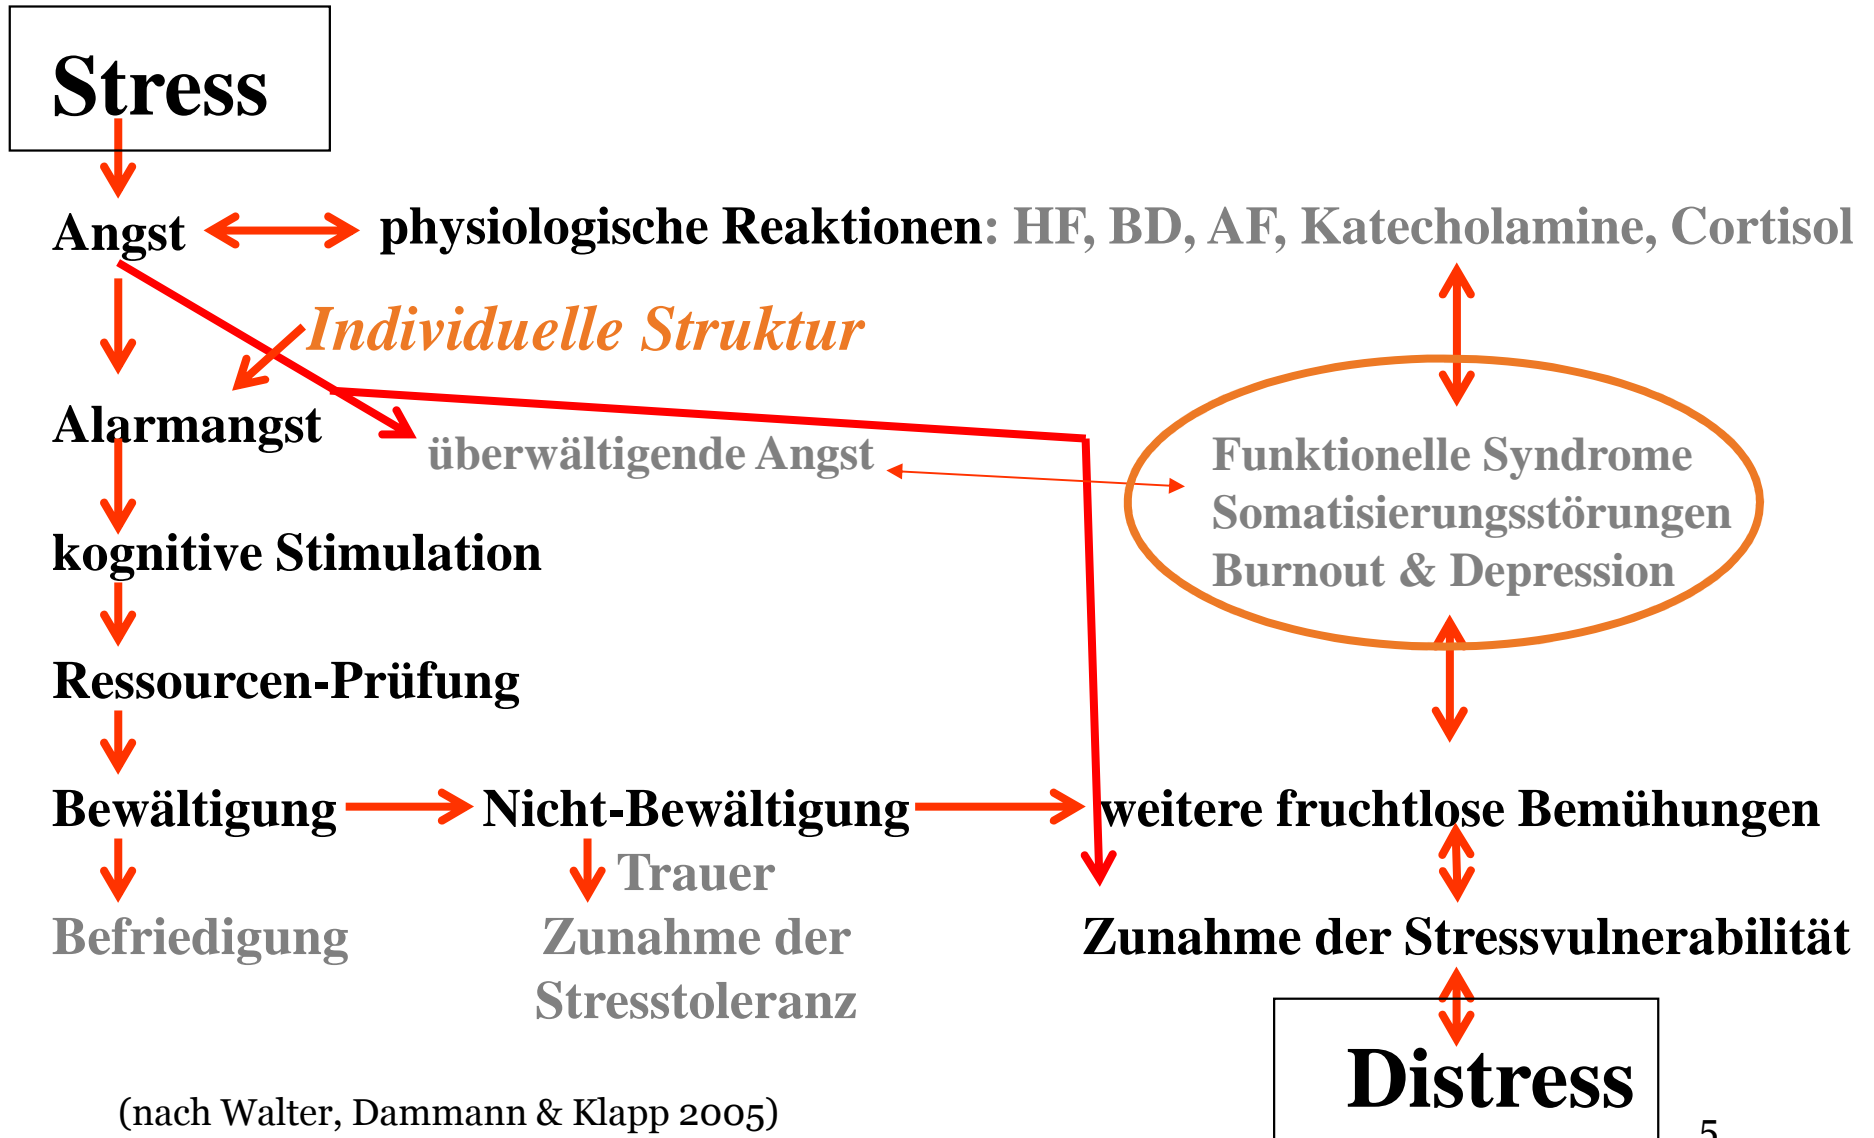 Stress
Angst
physiologische Reaktionen: HF, BD, AF, Katecholamine, Cortisol
Individuelle Struktur
Alarmangst
überwältigende Angst
Funktionelle Syndrome
Somatisierungsstörungen
Burnout & Depression
kognitive Stimulation
Ressourcen-Prüfung
Bewältigung
Nicht-Bewältigung
weitere fruchtlose Bemühungen
Trauer
Befriedigung
Zunahme der
Stresstoleranz
Zunahme der Stressvulnerabilität
Distress
(nach Walter, Dammann & Klapp 2005)
5